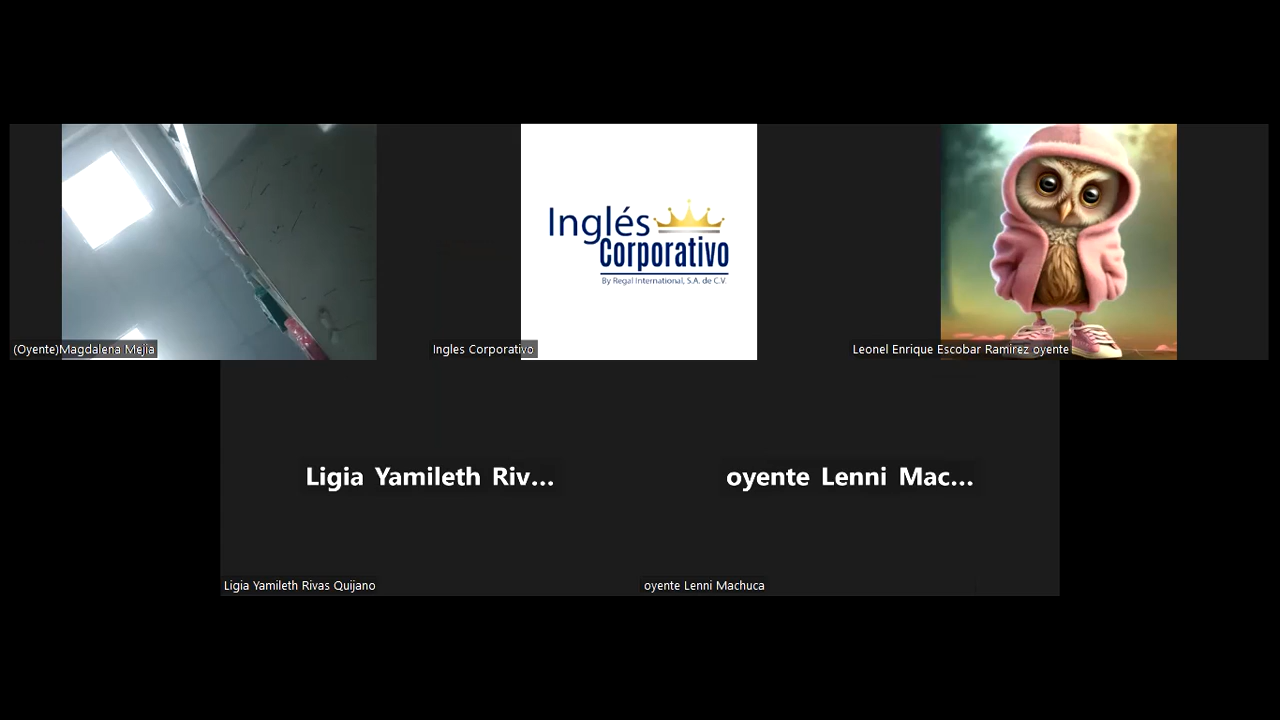 Inglés
Corporativo
By Regal International, S.A. de C.V.
(Oyente)Magdalena Mejia
Ingles Corporativo
Leonel Enrique Escobar Ramirez oyente
Ligia Yamileth Riv...
oyente Lenni Mac...
Ligia Yamileth Rivas Quijano
oyente Lenni Machuca